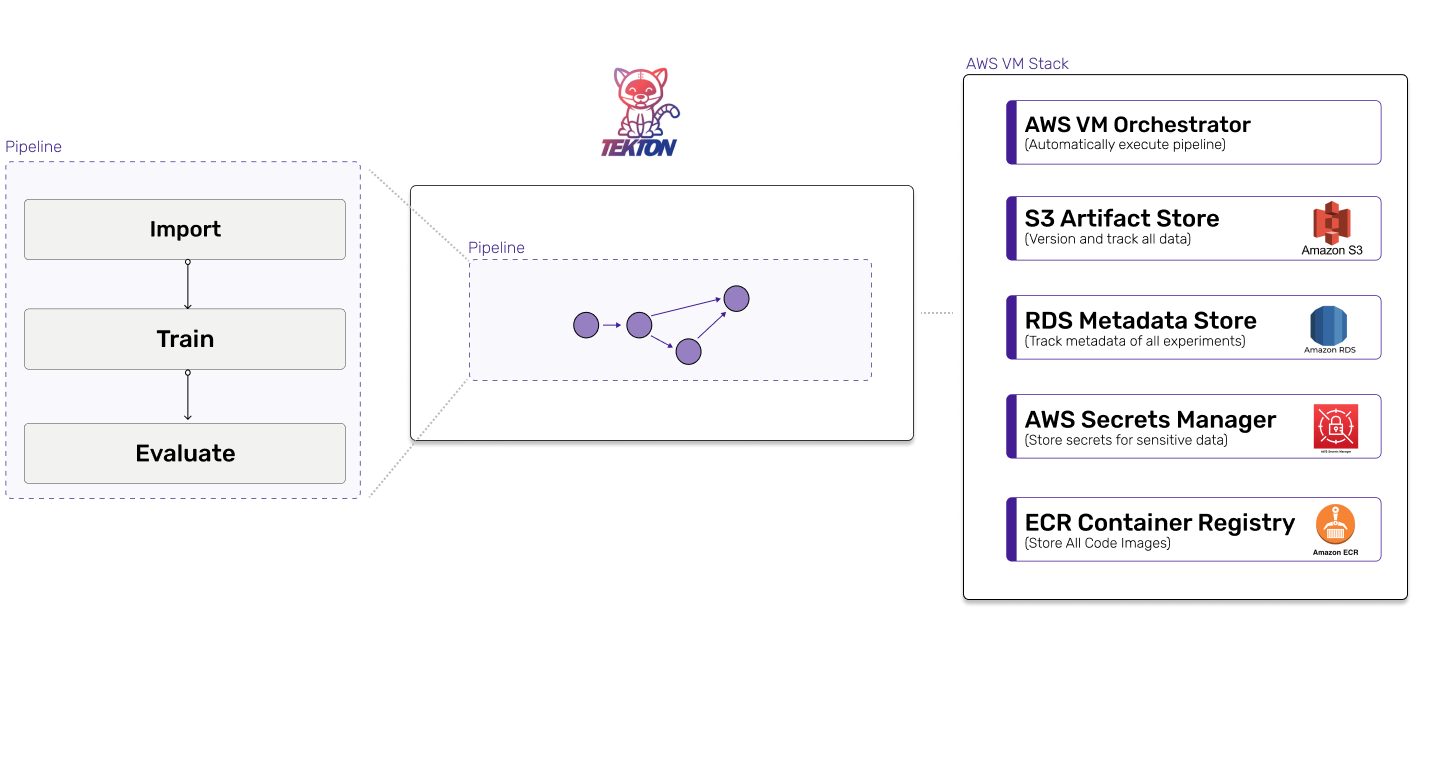 Pipeline
Import
Train
Evaluate
TEKTON
Pipeline
AWS VM Stack
AWS VM Orchestrator
(Automatically execute pipeline)
S3 Artifact Store
(Version and track all data)
Amazon S3
RDS Metadata Store
(Track metadata of all experiments)
Amazon RDS
AWS Secrets Manager
(Store secrets for sensitive data)
AWS Secrets Manager
ECR Container Registry
(Store All Code Images)
Amazon ECR